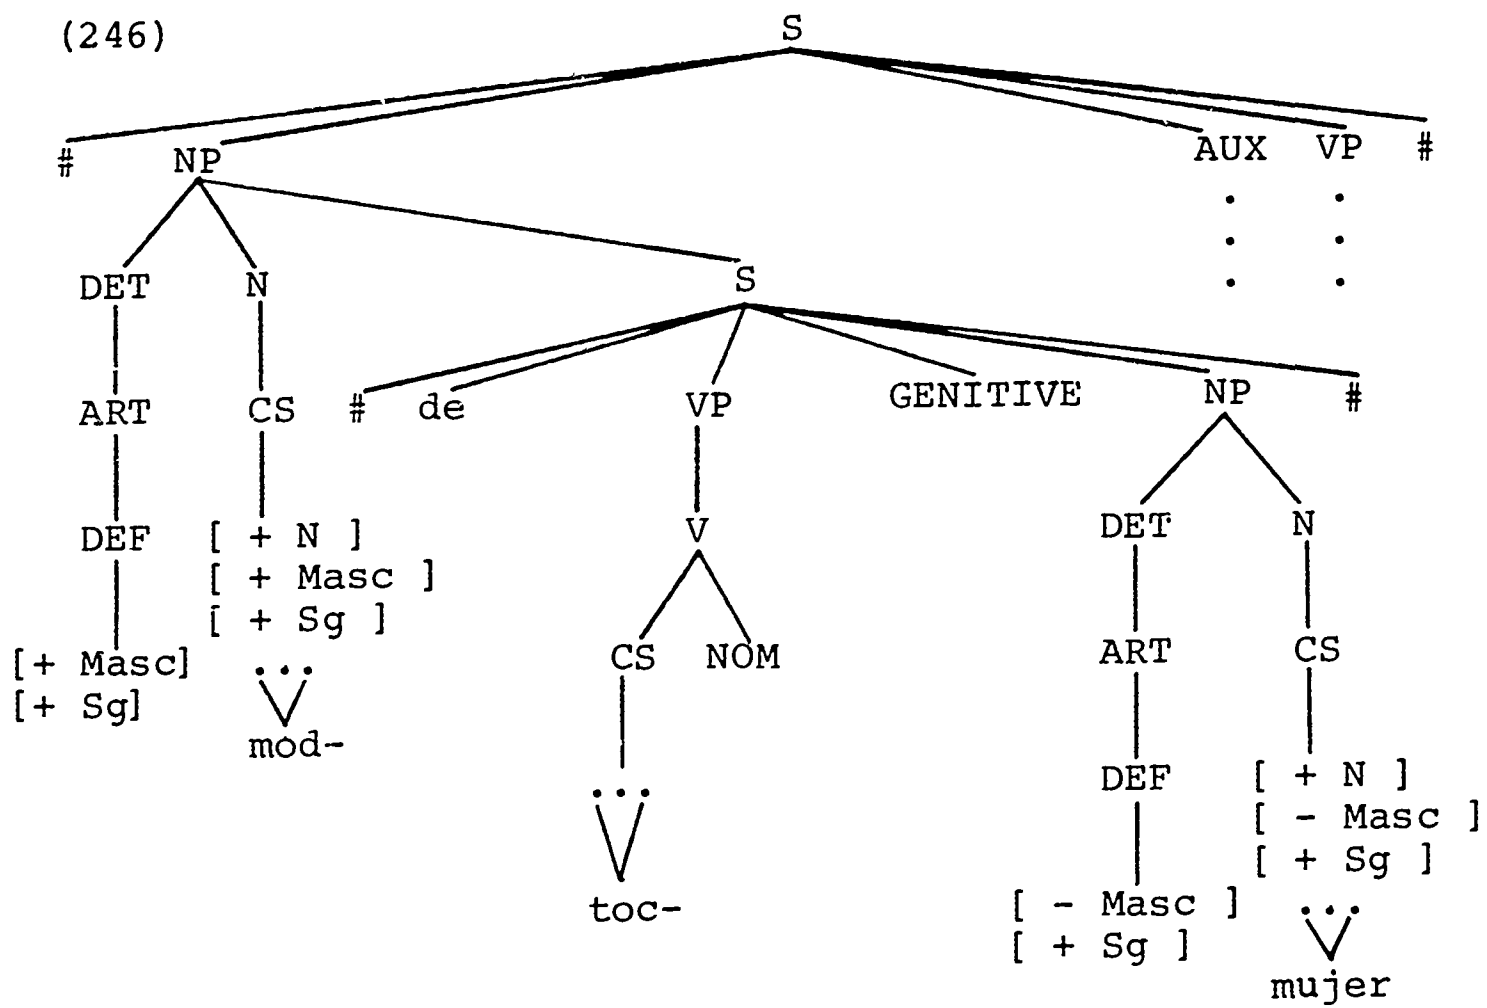 (246)
S
# NP AUX VP #
DET N S
ART CS # de VP GENITIVE NP #
DEF [ + N ] V DET N
[ + Masc ]
[ + Sg ]
[+ Masc] ... CS NOM ART CS
[+ Sg]
mod-
... DEF [ + N ]
[ - Masc ]
[ + Sg ]
toc- [ - Masc ] ...
[ + Sg ]
mujer